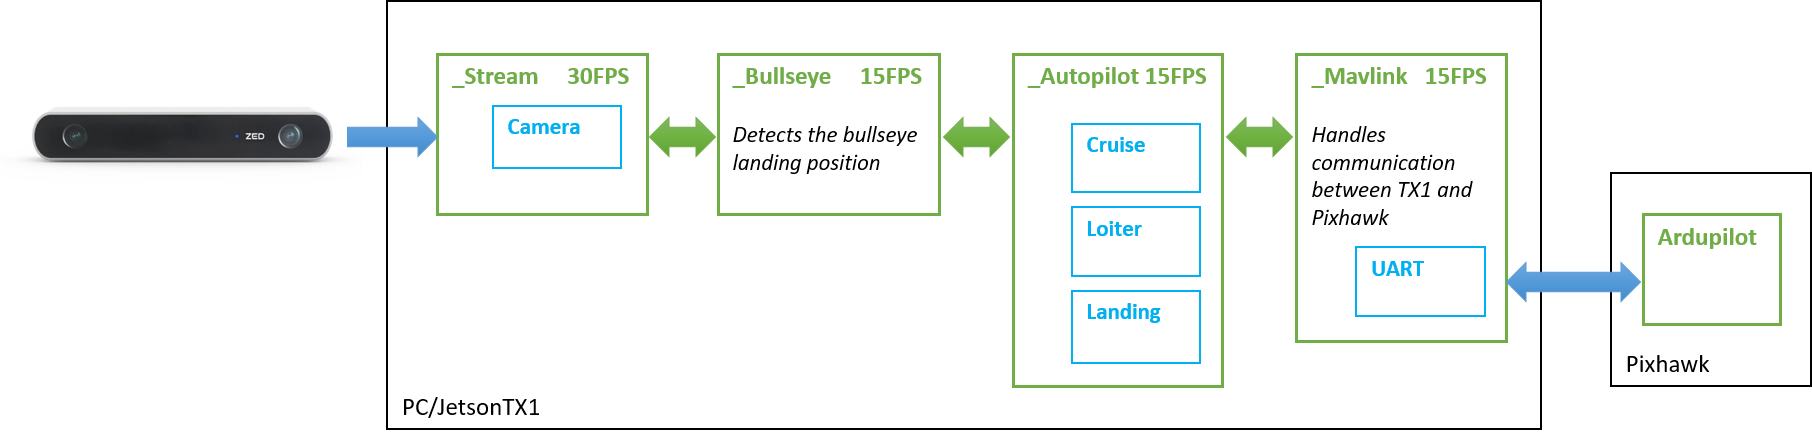 ZED
_Stream 30FPS
Camera
_Bullseye 15FPS
Detects the bullseye
landing position
_Autopilot 15FPS
Cruise
Loiter
Landing
_Mavlink 15FPS
Handles
communication
between TX1 and
Pixhawk
UART
Ardupilot
Pixhawk
PC/JetsonTX1